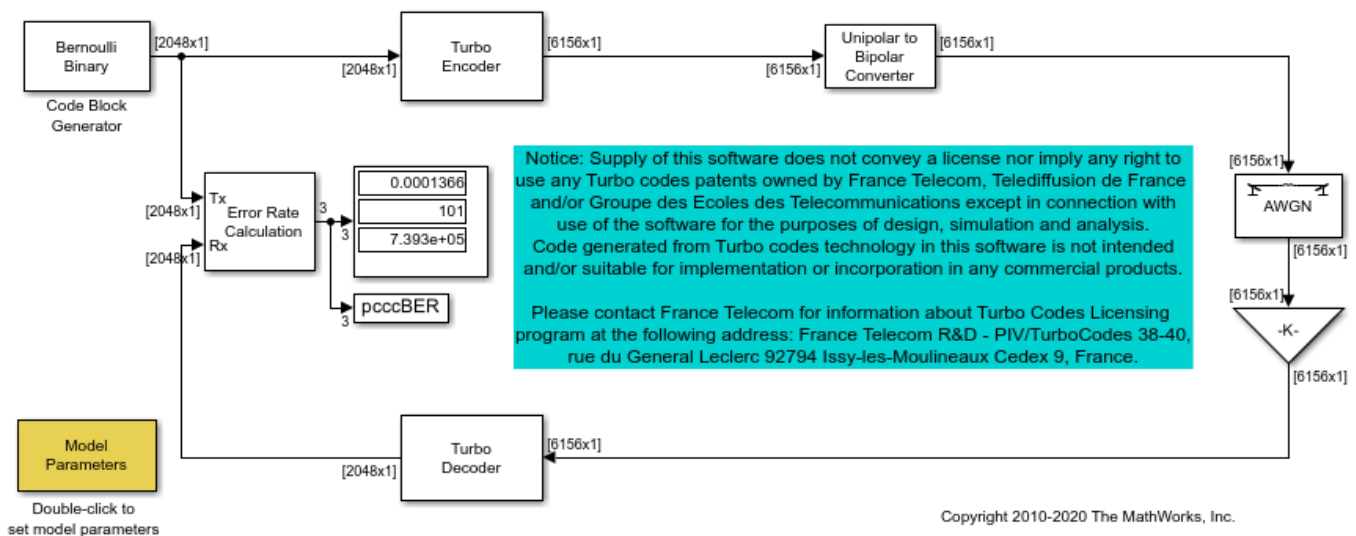 Bernoulli
Binary
Code Block
Generator
[2048x1]
[2048x1]
Turbo
Encoder
[6156x1]
[6156x1]
Unipolar to
Bipolar
Converter
[6156x1]
[6156x1]
AWGN
[6156x1]
[6156x1]
-K-
[6156x1]
Tx
[2048x1]
Error Rate
Calculation
Rx
[2048x1]
3
3
0.0001366
101
7.393e+05
3
pcccBER
Notice: Supply of this software does not convey a license nor imply any right to
use any Turbo codes patents owned by France Telecom, Telediffusion de France
and/or Groupe des Ecoles des Telecommunications except in connection with
use of the software for the purposes of design, simulation and analysis.
Code generated from Turbo codes technology in this software is not intended
and/or suitable for implementation or incorporation in any commercial products.
Please contact France Telecom for information about Turbo Codes Licensing
program at the following address: France Telecom R&D - PIV/TurboCodes 38-40,
rue du General Leclerc 92794 Issy-les-Moulineaux Cedex 9, France.
Model
Parameters
Double-click to
set model parameters
[2048x1]
Turbo
Decoder
[6156x1]
Copyright 2010-2020 The MathWorks, Inc.